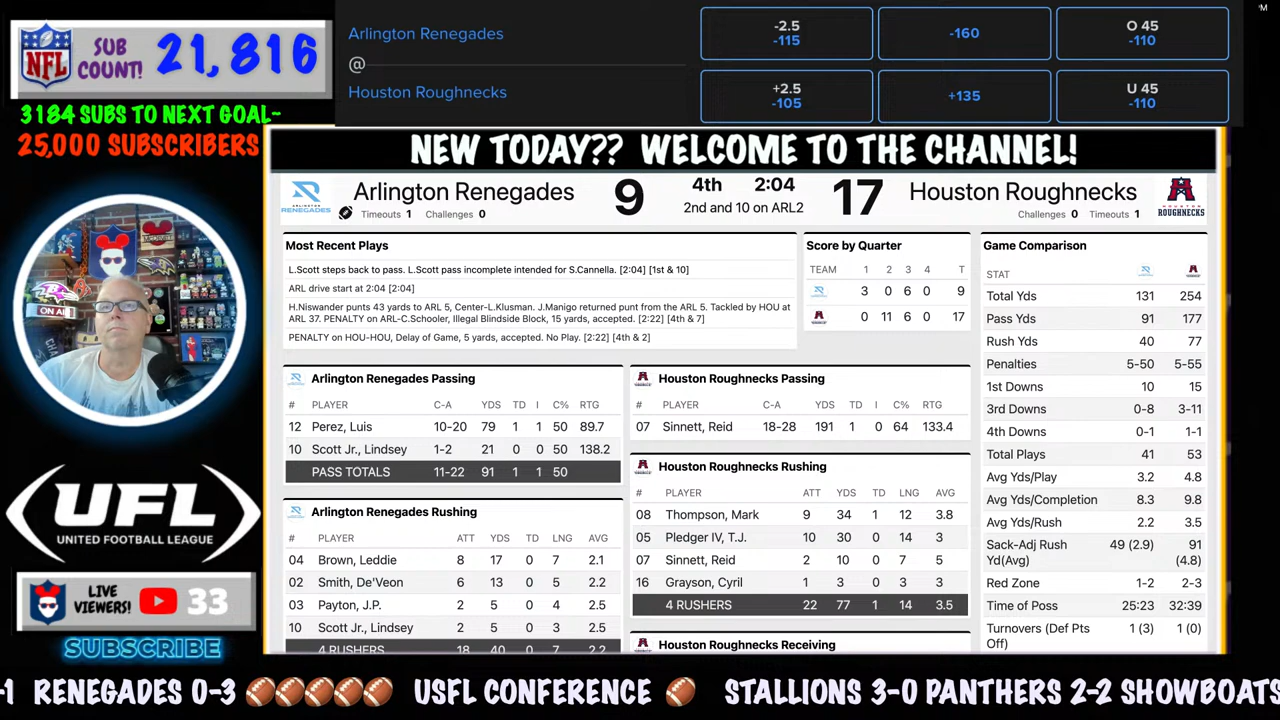 NFL
SUB
COUNT!
21,816
3184 SUBS TO NEXT GOAL-
25,000 SUBSCRIBERS
Arlington Renegades
@
Houston Roughnecks
-2.5
-115
-160
O 45
-110
+2.5
-105
+135
U 45
-110
NEW TODAY?? WELCOME TO THE CHANNEL!
RENEGADES
Arlington Renegades
Timeouts 1 Challenges 0
9
4th 2:04
2nd and 10 on ARL2
17
Houston Roughnecks
Challenges 0 Timeouts 1
ROUGHNECKS
Most Recent Plays
L.Scott steps back to pass. L.Scott pass incomplete intended for S.Cannella. [2:04] [1st & 10]
ARL drive start at 2:04 [2:04]
H.Niswander punts 43 yards to ARL 5, Center-L.Klusman. J.Manigo returned punt from the ARL 5. Tackled by HOU at
ARL 37. PENALTY on ARL-C.Schooler, Illegal Blindside Block, 15 yards, accepted. [2:22] [4th & 7]
PENALTY on HOU-HOU, Delay of Game, 5 yards, accepted. No Play. [2:22] [4th & 2]
Score by Quarter
TEAM 1 2 3 4 T
3 0 6 0 9
0 11 6 0 17
Game Comparison
STAT
Total Yds 131 254
Pass Yds 91 177
Rush Yds 40 77
Penalties 5-50 5-55
1st Downs 10 15
3rd Downs 0-8 3-11
4th Downs 0-1 1-1
Total Plays 41 53
Avg Yds/Play 3.2 4.8
Avg Yds/Completion 8.3 9.8
Avg Yds/Rush 2.2 3.5
Sack-Adj Rush 49 (2.9) 91
Yd(Avg) (4.8)
Red Zone 1-2 2-3
Time of Poss 25:23 32:39
Turnovers (Def Pts 1 (3) 1 (0)
Off)
Arlington Renegades Passing
# PLAYER C-A YDS TD I C% RTG
12 Perez, Luis 10-20 79 1 1 50 89.7
10 Scott Jr., Lindsey 1-2 21 0 0 50 138.2
PASS TOTALS 11-22 91 1 1 50
Arlington Renegades Rushing
# PLAYER ATT YDS TD LNG AVG
04 Brown, Leddie 8 17 0 7 2.1
02 Smith, De'Veon 6 13 0 5 2.2
03 Payton, J.P. 2 5 0 4 2.5
10 Scott Jr., Lindsey 2 5 0 3 2.5
4 RUSHERS 18 40 0 7 2.2
Houston Roughnecks Passing
# PLAYER C-A YDS TD I C% RTG
07 Sinnett, Reid 18-28 191 1 0 64 133.4
Houston Roughnecks Rushing
# PLAYER ATT YDS TD LNG AVG
08 Thompson, Mark 9 34 1 12 3.8
05 Pledger IV, T.J. 10 30 0 14 3
07 Sinnett, Reid 2 10 0 7 5
16 Grayson, Cyril 1 3 0 3 3
4 RUSHERS 22 77 1 14 3.5
Houston Roughnecks Receiving
UFL
UNITED FOOTBALL LEAGUE
LIVE
VIEWERS!
33
SUBSCRIBE
-1 RENEGADES 0-3 USFL CONFERENCE STALLIONS 3-0 PANTHERS 2-2 SHOWBOATS